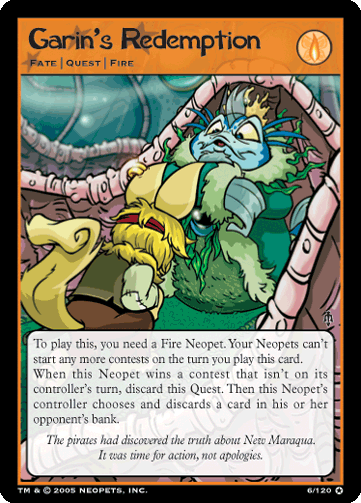 Garin's Redemption
Fate | Quest | Fire
To play this, you need a Fire Neopet. Your Neopets can't
start any more contests on the turn you play this card.
When this Neopet wins a contest that isn't on its
controller's turn, discard this Quest. Then this Neopet's
controller chooses and discards a card in his or her
opponent's bank.
The pirates had discovered the truth about New Maraqua.
It was time for action, not apologies.
TM & © 2005 NEOPETS, INC.
6/120